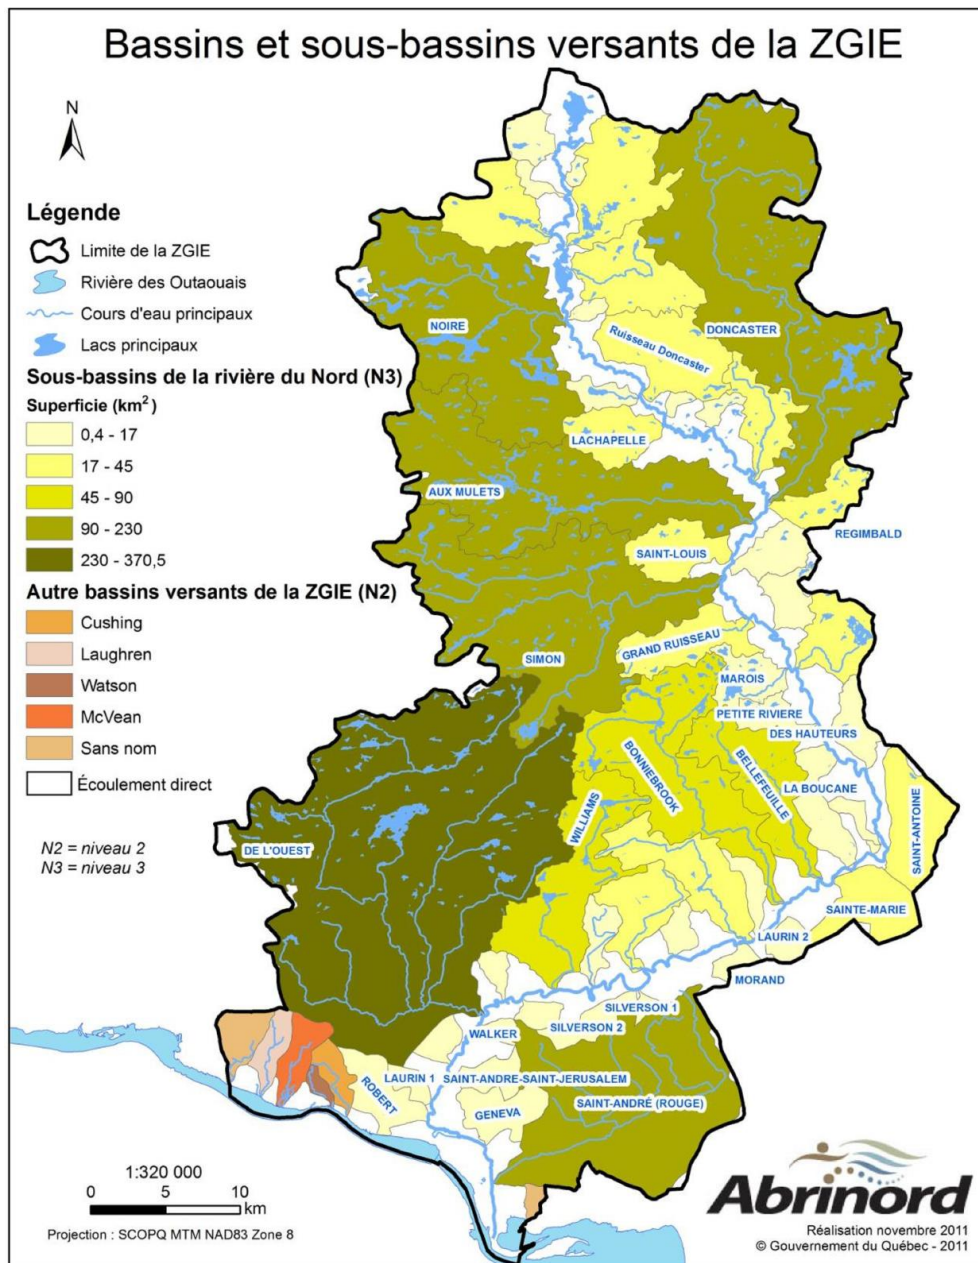 Bassins et sous-bassins versants de la ZGIE
N
Légende
Limite de la ZGIE
Rivière des Outaouais
Cours d'eau principaux
Lacs principaux
Sous-bassins de la rivière du Nord (N3)
Superficie (km²)
0,4 - 17
17 - 45
45 - 90
90 - 230
230 - 370,5
Autre bassins versants de la ZGIE (N2)
Cushing
Laughren
Watson
McVean
Sans nom
Écoulement direct
N2 = niveau 2
N3 = niveau 3
NOIRE
DONCASTER
Ruisseau Doncaster
LACHAPELLE
AUX MULETS
REGIMBALD
SAINT-LOUIS
GRAND RUISSEAU
SIMON
MAROIS
PETITE RIVIERE
DES HAUTEURS
BONNIEBROOK
BELLEFEUILLE
LA BOUCANE
WILLIAMS
SAINT-ANTOINE
DE L'OUEST
SAINTE-MARIE
LAURIN 2
MORAND
SILVERSON 1
SILVERSON 2
WALKER
LAURIN 1
SAINT-ANDRE-SAINT-JERUSALEM
ROBERT
GENEVA
SAINT-ANDRÉ (ROUGE)
1:320 000
0 5 10
km
Projection : SCOPQ MTM NAD83 Zone 8
Abrinord
Réalisation novembre 2011
© Gouvernement du Québec - 2011